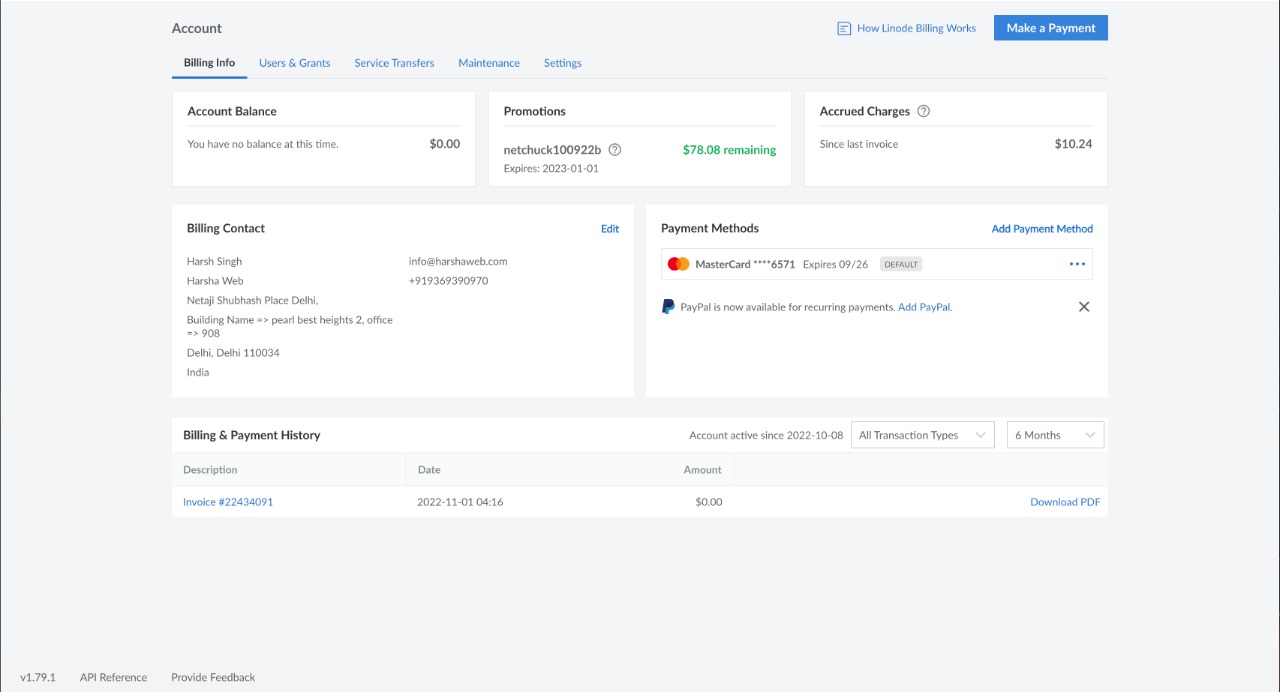 Account
How Linode Billing Works
Make a Payment
Billing Info
Users & Grants
Service Transfers
Maintenance
Settings
Account Balance
You have no balance at this time.
$0.00
Promotions
netchuck100922b
$78.08 remaining
Expires: 2023-01-01
Accrued Charges
Since last invoice
$10.24
Billing Contact
Edit
Harsh Singh
Harsha Web
Netaji Shubhash Place Delhi,
Building Name => pearl best heights 2, office
=> 908
Delhi, Delhi 110034
India
info@harshaweb.com
+919369390970
Payment Methods
Add Payment Method
MasterCard ****6571 Expires 09/26 DEFAULT
PayPal is now available for recurring payments. Add PayPal.
Billing & Payment History
Account active since 2022-10-08
All Transaction Types
6 Months
Description
Date
Amount
Invoice #22434091
2022-11-01 04:16
$0.00
Download PDF
v1.79.1
API Reference
Provide Feedback